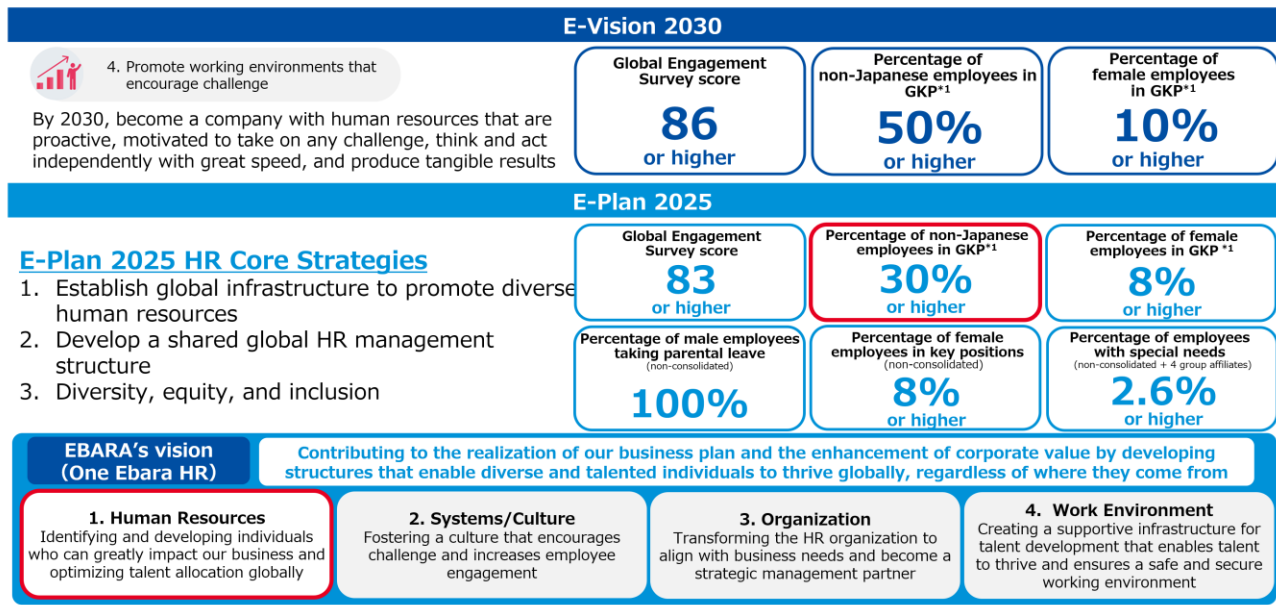 E-Vision 2030
4. Promote working environments that
encourage challenge
By 2030, become a company with human resources that are
proactive, motivated to take on any challenge, think and act
independently with great speed, and produce tangible results
Global Engagement
Survey score
86
or higher
Percentage of
non-Japanese employees in
GKP*1
50%
or higher
Percentage of
female employees
in GKP*1
10%
or higher
E-Plan 2025
E-Plan 2025 HR Core Strategies
1. Establish global infrastructure to promote diverse
human resources
2. Develop a shared global HR management
structure
3. Diversity, equity, and inclusion
Global Engagement
Survey score
83
or higher
Percentage of non-Japanese
employees in GKP*1
30%
or higher
Percentage of female
employees in GKP *1
8%
or higher
Percentage of male employees
taking parental leave
(non-consolidated)
100%
Percentage of female
employees in key positions
(non-consolidated)
8%
or higher
Percentage of employees
with special needs
(non-consolidated + 4 group affiliates)
2.6%
or higher
EBARA's vision
(One Ebara HR)
Contributing to the realization of our business plan and the enhancement of corporate value by developing
structures that enable diverse and talented individuals to thrive globally, regardless of where they come from
1. Human Resources
Identifying and developing individuals
who can greatly impact our business and
optimizing talent allocation globally
2. Systems/Culture
Fostering a culture that encourages
challenge and increases employee
engagement
3. Organization
Transforming the HR organization to
align with business needs and become a
strategic management partner
4. Work Environment
Creating a supportive infrastructure for
talent development that enables talent
to thrive and ensures a safe and secure
working environment